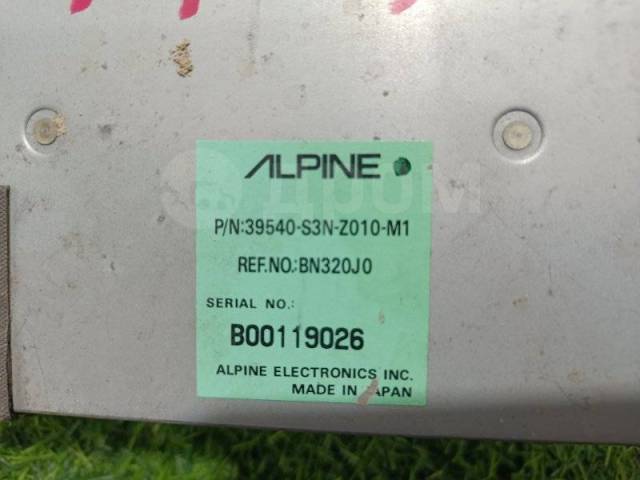 ALPINE
P/N:39540-S3N-Z010-M1
REF.NO.:BN320J0
SERIAL NO.:
B00119026
ALPINE ELECTRONICS INC.
MADE IN JAPAN